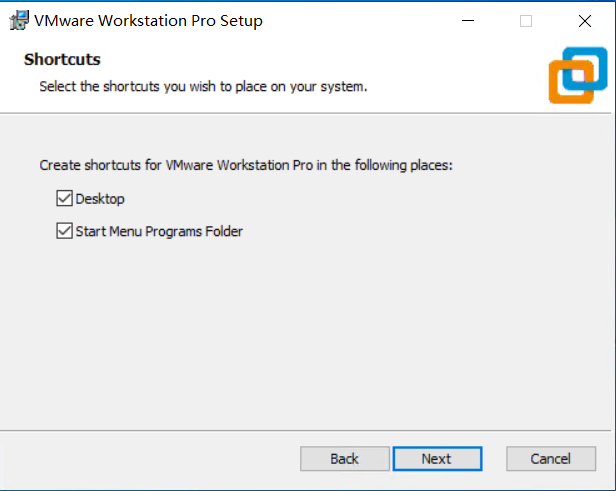 VMware Workstation Pro Setup
Shortcuts
Select the shortcuts you wish to place on your system.
Create shortcuts for VMware Workstation Pro in the following places:
Desktop
Start Menu Programs Folder
Back Next Cancel